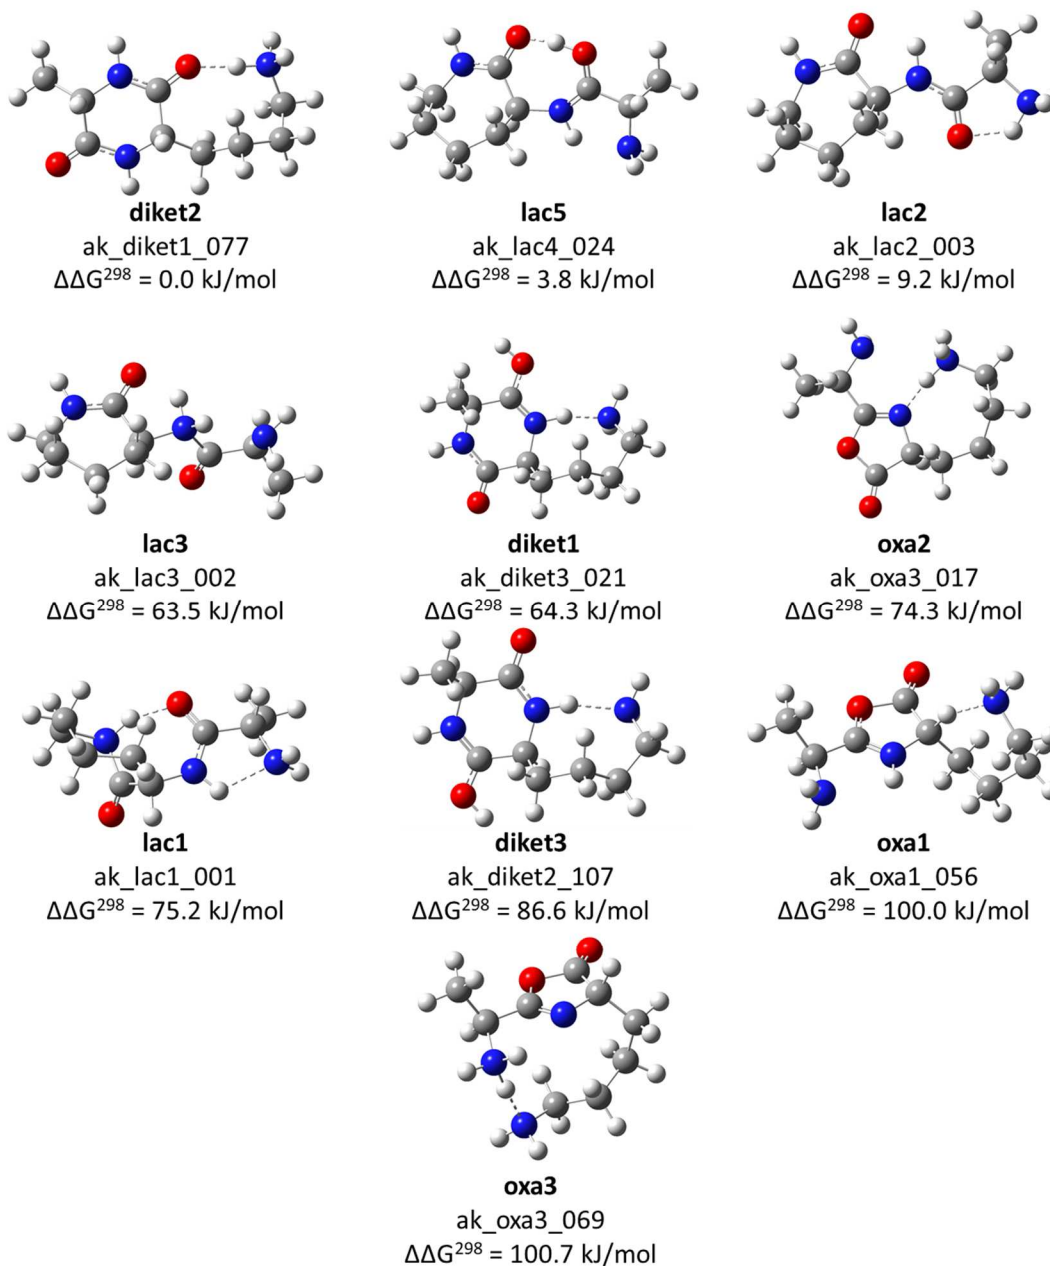 diket2
ak_diket1_077
ΔΔG²⁹⁸ = 0.0 kJ/mol
lac5
ak_lac4_024
ΔΔG²⁹⁸ = 3.8 kJ/mol
lac2
ak_lac2_003
ΔΔG²⁹⁸ = 9.2 kJ/mol
lac3
ak_lac3_002
ΔΔG²⁹⁸ = 63.5 kJ/mol
diket1
ak_diket3_021
ΔΔG²⁹⁸ = 64.3 kJ/mol
oxa2
ak_oxa3_017
ΔΔG²⁹⁸ = 74.3 kJ/mol
lac1
ak_lac1_001
ΔΔG²⁹⁸ = 75.2 kJ/mol
diket3
ak_diket2_107
ΔΔG²⁹⁸ = 86.6 kJ/mol
oxa1
ak_oxa1_056
ΔΔG²⁹⁸ = 100.0 kJ/mol
oxa3
ak_oxa3_069
ΔΔG²⁹⁸ = 100.7 kJ/mol